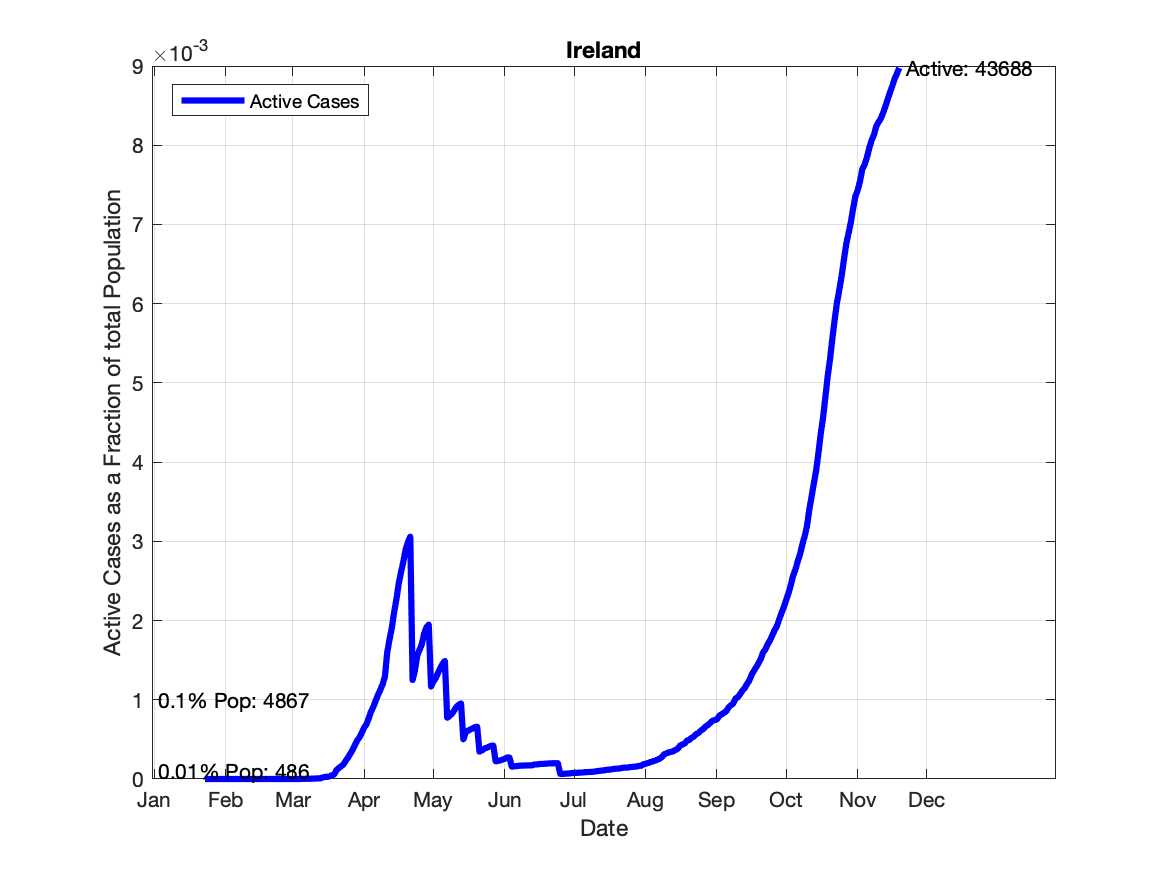 Ireland
×10-3
9
Active: 43688
Active Cases
8
7
6
5
4
3
2
1
0.1% Pop: 4867
0.01% Pop: 486
0
Active Cases as a Fraction of total Population
Jan Feb Mar Apr May Jun Jul Aug Sep Oct Nov Dec
Date